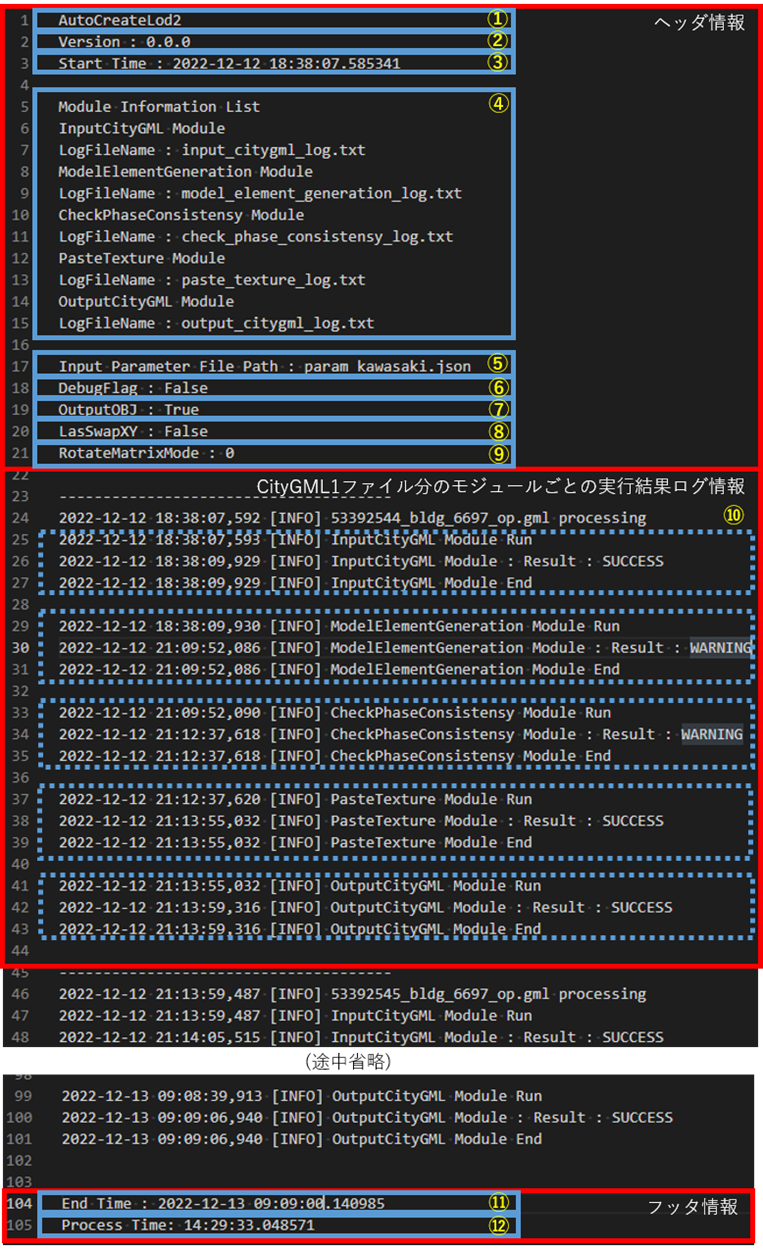 1 AutoCreateLod2 ① ヘッダ情報
2 Version : 0.0.0 ②
3 Start Time : 2022-12-12 18:38:07.585341 ③
4
5 Module Information List ④
6 InputCityGML Module
7 LogFileName : input_citygml_log.txt
8 ModelElementGeneration Module
9 LogFileName : model_element_generation_log.txt
10 CheckPhaseConsistensy Module
11 LogFileName : check_phase_consistensy_log.txt
12 PasteTexture Module
13 LogFileName : paste_texture_log.txt
14 OutputCityGML Module
15 LogFileName : output_citygml_log.txt
16
17 Input Parameter File Path : param_kawasaki.json ⑤
18 DebugFlag : False ⑥
19 OutputOBJ : True ⑦
20 LasSwapXY : False ⑧
21 RotateMatrixMode : 0 ⑨
22 CityGML1ファイル分のモジュールごとの実行結果ログ情報
23 --------------------------------------
24 2022-12-12 18:38:07,592 [INFO] 53392544_bldg_6697_op.gml processing ⑩
25 2022-12-12 18:38:07,593 [INFO] InputCityGML Module Run
26 2022-12-12 18:38:09,929 [INFO] InputCityGML Module : Result : SUCCESS
27 2022-12-12 18:38:09,929 [INFO] InputCityGML Module End
28
29 2022-12-12 18:38:09,930 [INFO] ModelElementGeneration Module Run
30 2022-12-12 21:09:52,086 [INFO] ModelElementGeneration Module : Result : WARNING
31 2022-12-12 21:09:52,086 [INFO] ModelElementGeneration Module End
32
33 2022-12-12 21:09:52,090 [INFO] CheckPhaseConsistensy Module Run
34 2022-12-12 21:12:37,618 [INFO] CheckPhaseConsistensy Module : Result : WARNING
35 2022-12-12 21:12:37,618 [INFO] CheckPhaseConsistensy Module End
36
37 2022-12-12 21:12:37,620 [INFO] PasteTexture Module Run
38 2022-12-12 21:13:55,032 [INFO] PasteTexture Module : Result : SUCCESS
39 2022-12-12 21:13:55,032 [INFO] PasteTexture Module End
40
41 2022-12-12 21:13:55,032 [INFO] OutputCityGML Module Run
42 2022-12-12 21:13:59,316 [INFO] OutputCityGML Module : Result : SUCCESS
43 2022-12-12 21:13:59,316 [INFO] OutputCityGML Module End
44
45 --------------------------------------
46 2022-12-12 21:13:59,487 [INFO] 53392545_bldg_6697_op.gml processing
47 2022-12-12 21:13:59,487 [INFO] InputCityGML Module Run
48 2022-12-12 21:14:05,515 [INFO] InputCityGML Module : Result : SUCCESS
(途中省略)
98
99 2022-12-13 09:08:39,913 [INFO] OutputCityGML Module Run
100 2022-12-13 09:09:06,940 [INFO] OutputCityGML Module : Result : SUCCESS
101 2022-12-13 09:09:06,940 [INFO] OutputCityGML Module End
102
103
104 End Time : 2022-12-13 09:09:00.140985 ⑪ フッタ情報
105 Process Time: 14:29:33.048571 ⑫